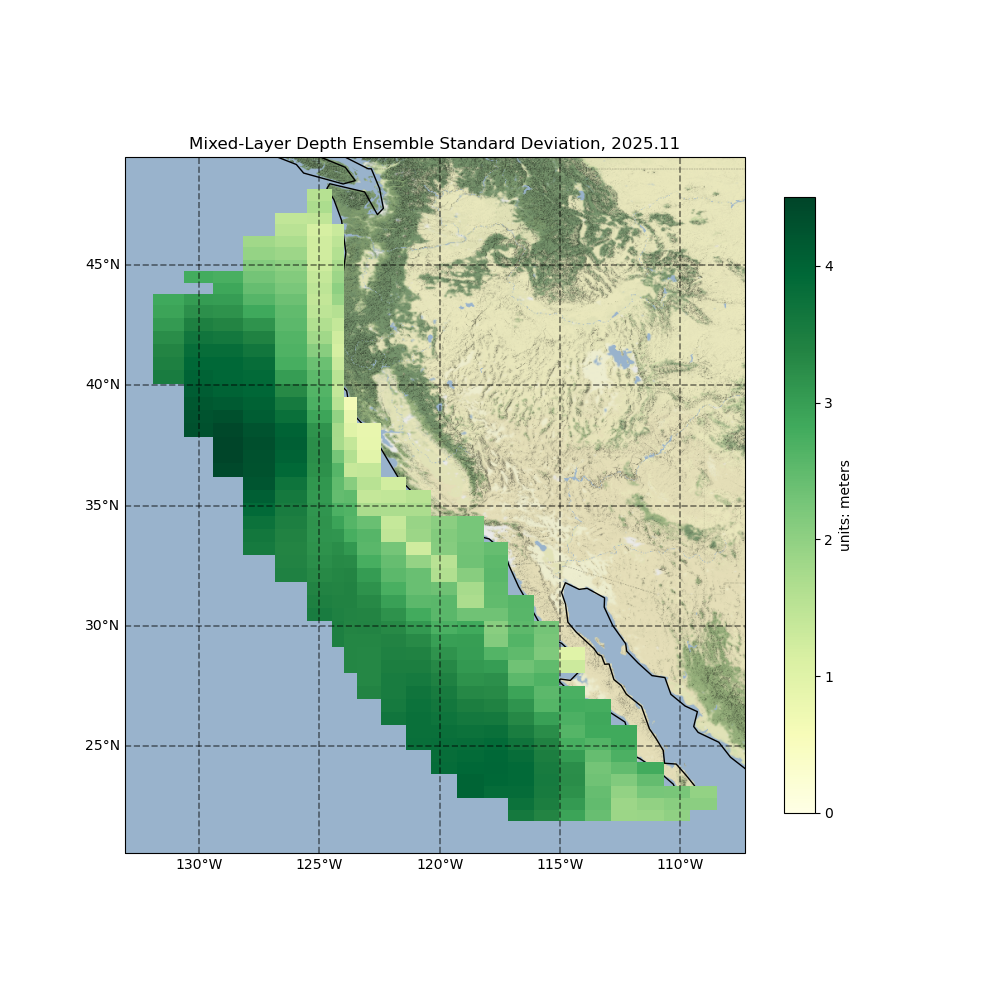 Mixed-Layer Depth Ensemble Standard Deviation, 2025.11
45°N
40°N
35°N
30°N
25°N
130°W
125°W
120°W
115°W
110°W
4
3
2
1
0
units: meters